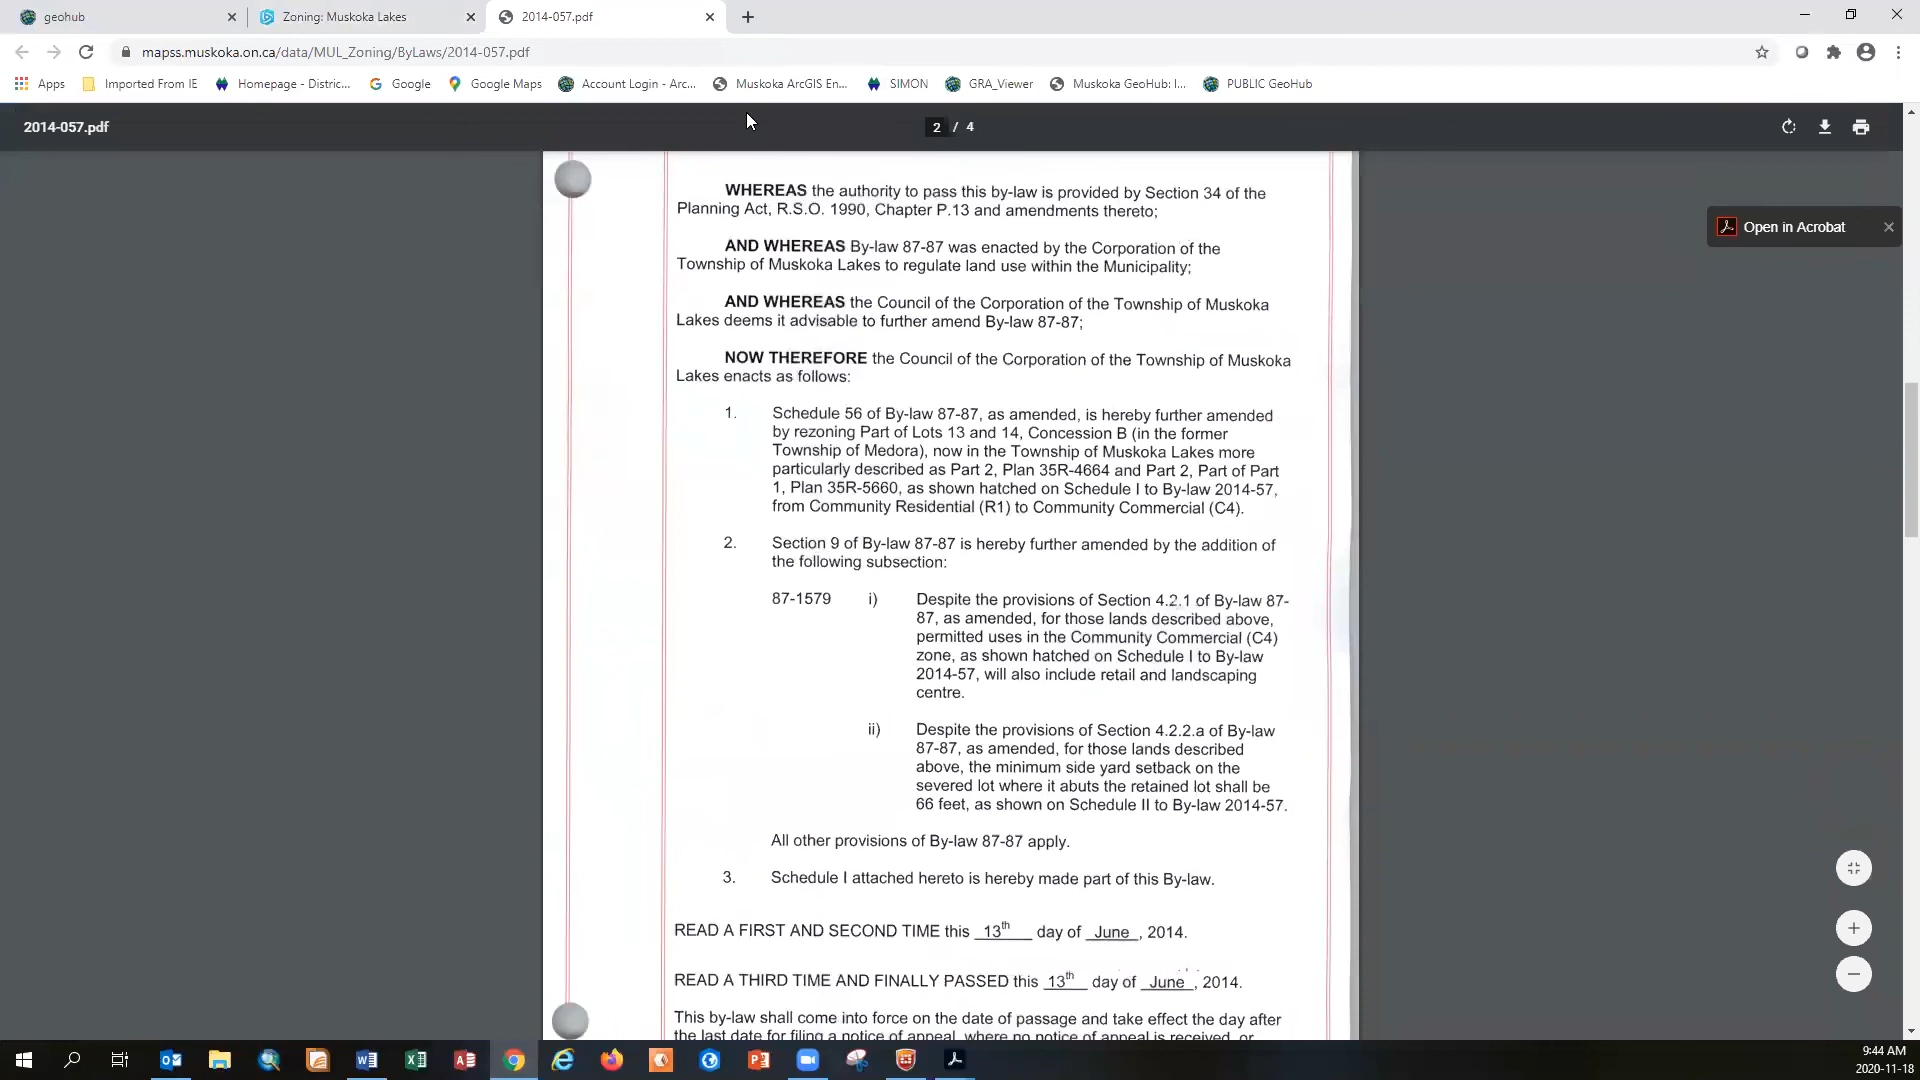 geohub
Zoning: Muskoka Lakes
2014-057.pdf
mapss.muskoka.on.ca/data/MUL_Zoning/ByLaws/2014-057.pdf
Apps
Imported From IE
Homepage - Distric...
Google
Google Maps
Account Login - Arc...
Muskoka ArcGIS En...
SIMON
GRA_Viewer
Muskoka GeoHub: I...
PUBLIC GeoHub
2014-057.pdf
2 / 4
Open in Acrobat
WHEREAS the authority to pass this by-law is provided by Section 34 of the
Planning Act, R.S.O. 1990, Chapter P.13 and amendments thereto;
AND WHEREAS By-law 87-87 was enacted by the Corporation of the
Township of Muskoka Lakes to regulate land use within the Municipality;
AND WHEREAS the Council of the Corporation of the Township of Muskoka
Lakes deems it advisable to further amend By-law 87-87;
NOW THEREFORE the Council of the Corporation of the Township of Muskoka
Lakes enacts as follows:
1. Schedule 56 of By-law 87-87, as amended, is hereby further amended
by rezoning Part of Lots 13 and 14, Concession B (in the former
Township of Medora), now in the Township of Muskoka Lakes more
particularly described as Part 2, Plan 35R-4664 and Part 2, Part of Part
1, Plan 35R-5660, as shown hatched on Schedule I to By-law 2014-57,
from Community Residential (R1) to Community Commercial (C4).
2. Section 9 of By-law 87-87 is hereby further amended by the addition of
the following subsection:
87-1579 i) Despite the provisions of Section 4.2.1 of By-law 87-
87, as amended, for those lands described above,
permitted uses in the Community Commercial (C4)
zone, as shown hatched on Schedule I to By-law
2014-57, will also include retail and landscaping
centre.
ii) Despite the provisions of Section 4.2.2.a of By-law
87-87, as amended, for those lands described
above, the minimum side yard setback on the
severed lot where it abuts the retained lot shall be
66 feet, as shown on Schedule II to By-law 2014-57.
All other provisions of By-law 87-87 apply.
3. Schedule I attached hereto is hereby made part of this By-law.
READ A FIRST AND SECOND TIME this 13th day of June, 2014.
READ A THIRD TIME AND FINALLY PASSED this 13th day of June, 2014.
This by-law shall come into force on the date of passage and take effect the day after
the last date for filing a notice of appeal, where no notice of appeal is received, or
9:44 AM
2020-11-18